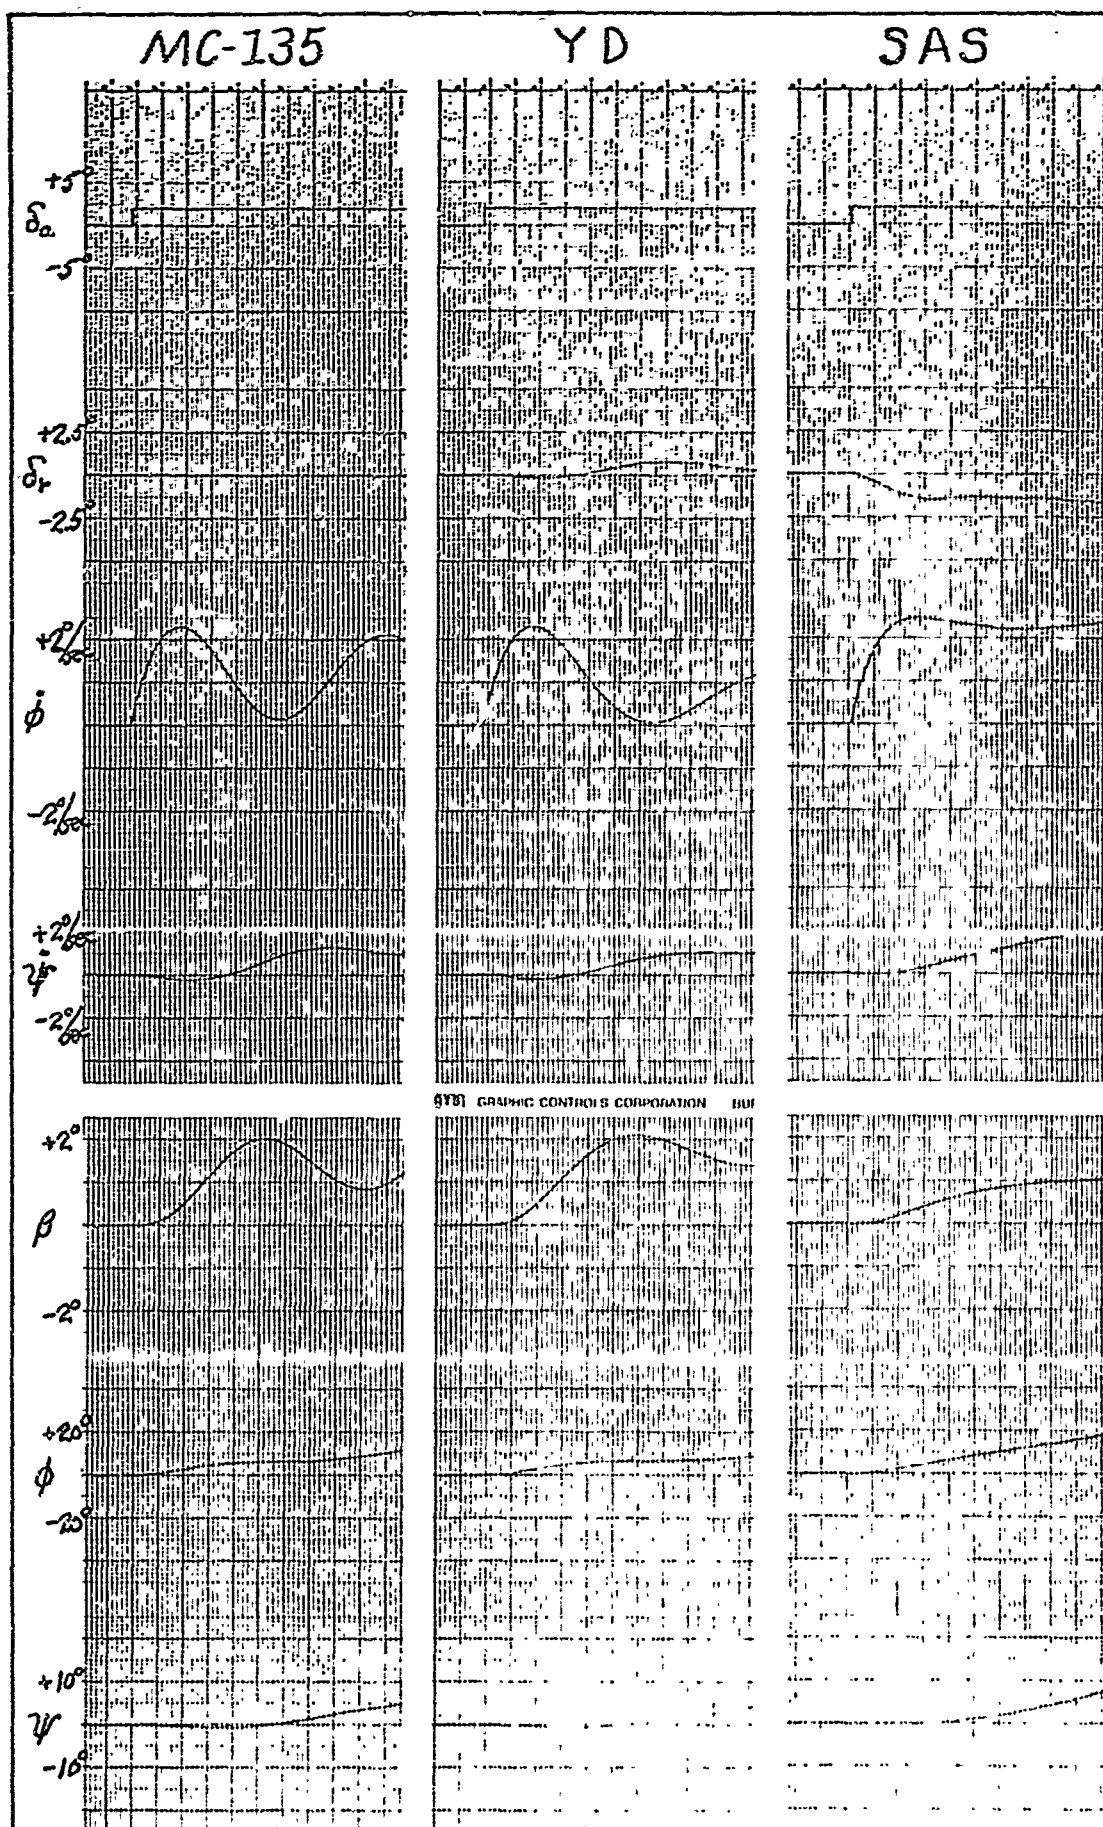 MC-135 YD SAS
+5°
δa
-5°
+2.5°
δr
-2.5°
+2°/sec
φ̇
-2°/sec
+2°/sec
ψ̇
-2°/sec
GRAPHIC CONTROLS CORPORATION
+2°
β
-2°
+20°
φ
-20°
+10°
ψ
-10°